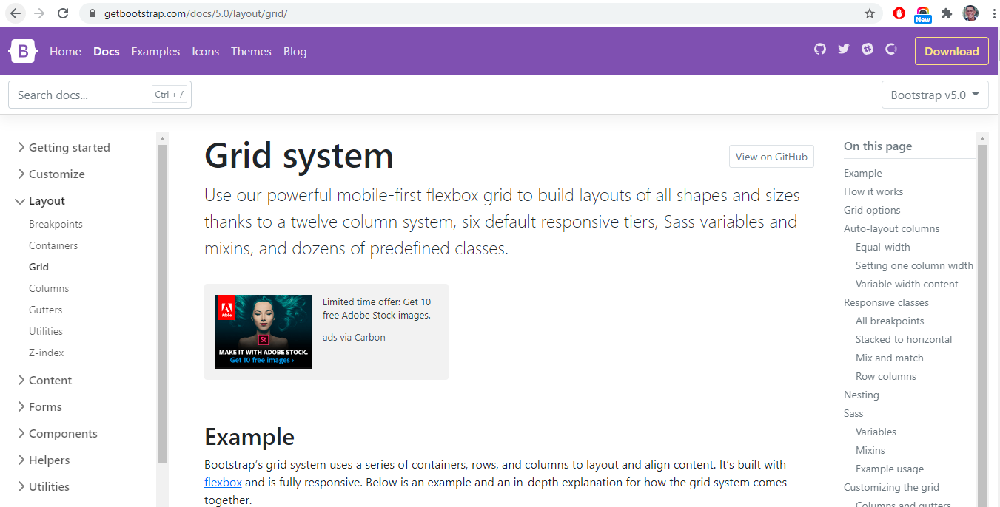 getbootstrap.com/docs/5.0/layout/grid/
New
B Home Docs Examples Icons Themes Blog
Download
Search docs... Ctrl + /
Bootstrap v5.0
Getting started
Customize
Layout
Breakpoints
Containers
Grid
Columns
Gutters
Utilities
Z-index
Content
Forms
Components
Helpers
Utilities
Grid system
View on GitHub
Use our powerful mobile-first flexbox grid to build layouts of all shapes and sizes
thanks to a twelve column system, six default responsive tiers, Sass variables and
mixins, and dozens of predefined classes.
Adobe
St
MAKE IT WITH ADOBE STOCK.
Get 10 free images ›
Limited time offer: Get 10
free Adobe Stock images.
ads via Carbon
Example
Bootstrap’s grid system uses a series of containers, rows, and columns to layout and align content. It’s built with
flexbox and is fully responsive. Below is an example and an in-depth explanation for how the grid system comes
together.
On this page
Example
How it works
Grid options
Auto-layout columns
Equal-width
Setting one column width
Variable width content
Responsive classes
All breakpoints
Stacked to horizontal
Mix and match
Row columns
Nesting
Sass
Variables
Mixins
Example usage
Customizing the grid
Columns and gutters